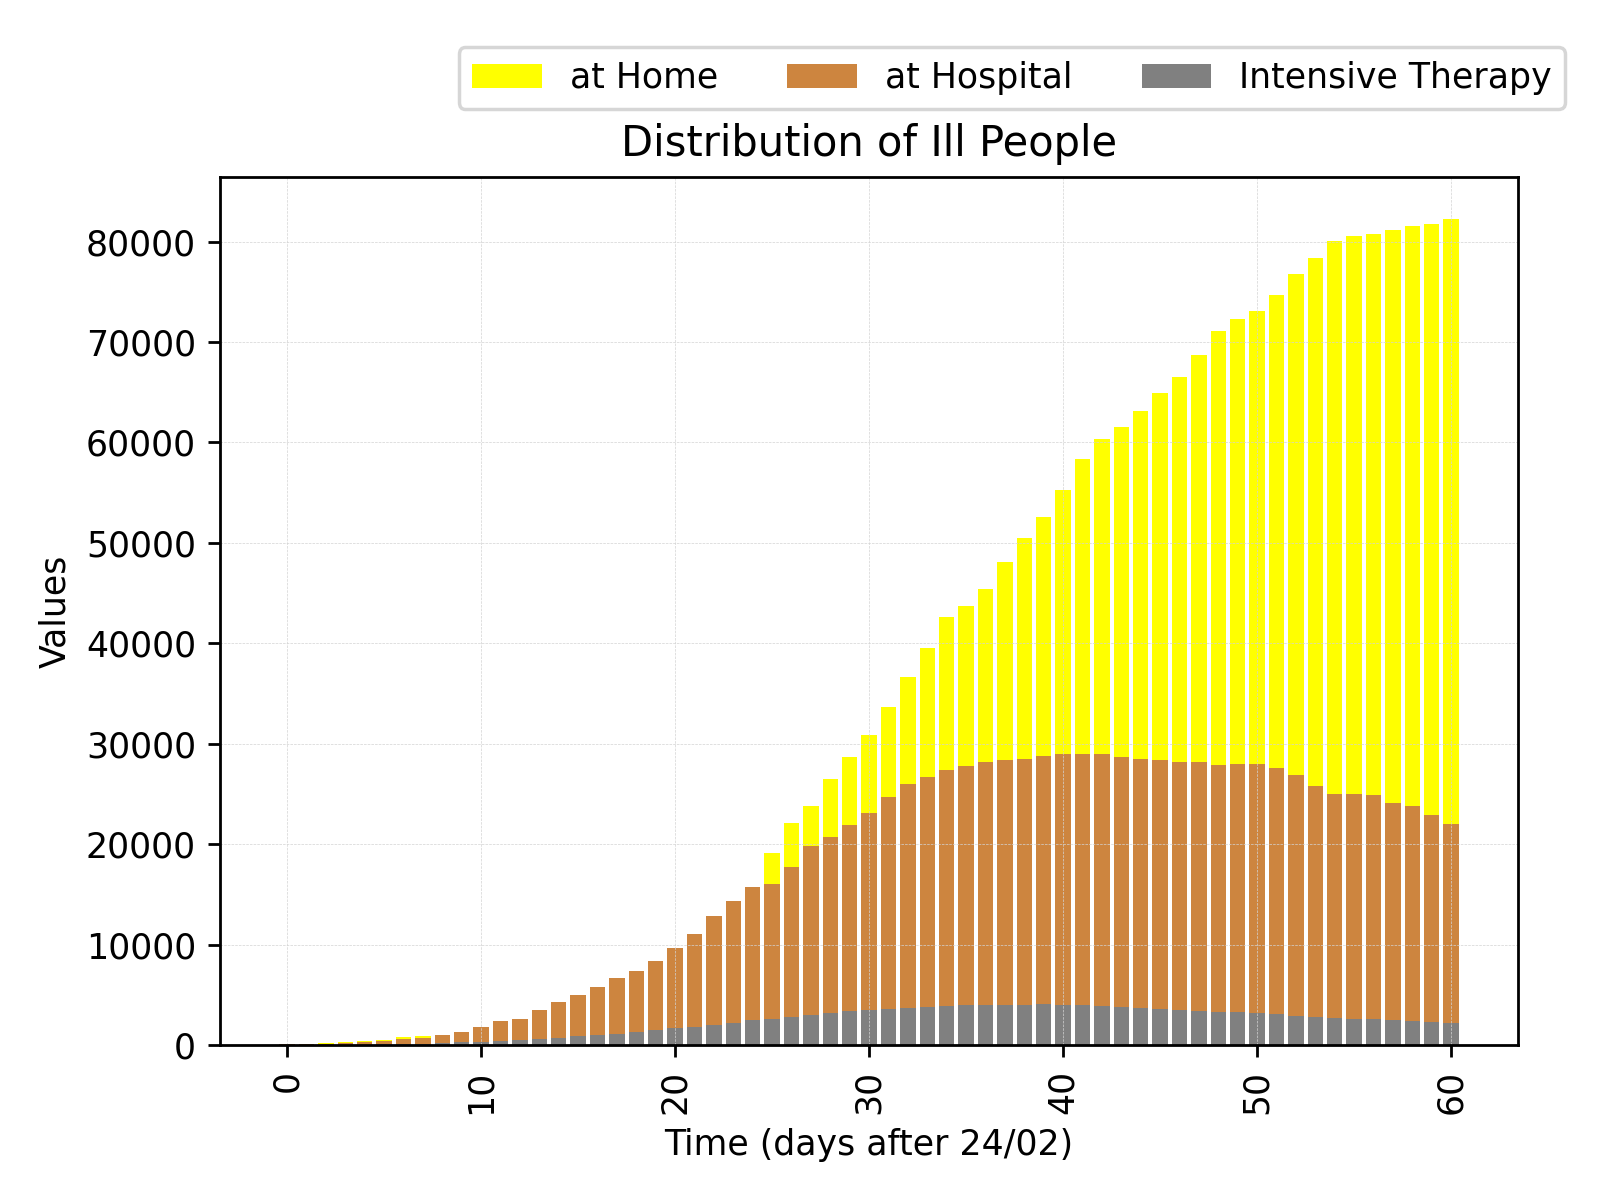 at Home at Hospital Intensive Therapy
Distribution of Ill People
80000
70000
60000
50000
40000
30000
20000
10000
0
Values
0 10 20 30 40 50 60
Time (days after 24/02)